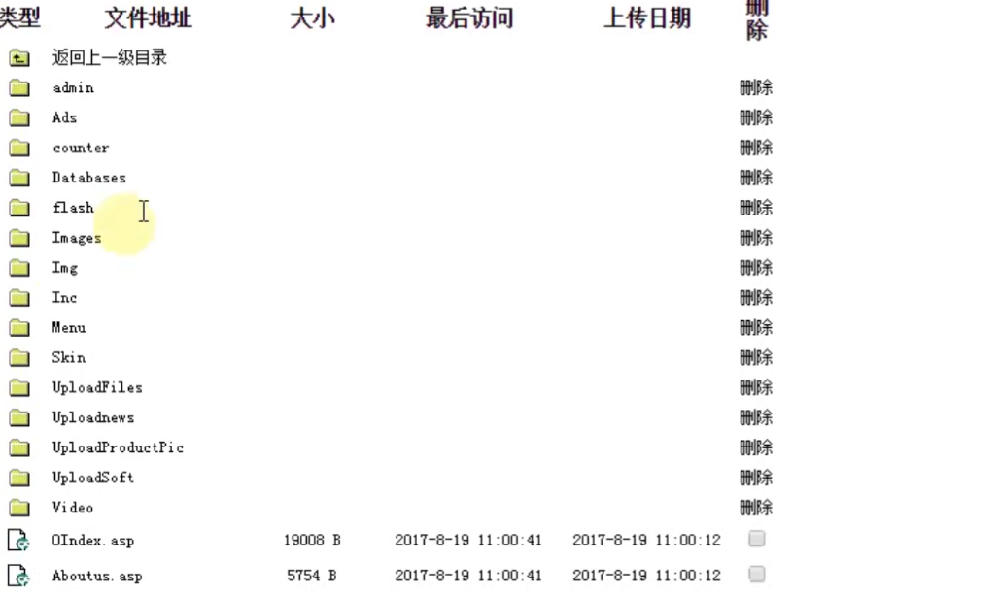 类型 文件地址 大小 最后访问 上传日期 删除
返回上一级目录
admin 删除
Ads 删除
counter 删除
Databases 删除
flash 删除
Images 删除
Img 删除
Inc 删除
Menu 删除
Skin 删除
UploadFiles 删除
Uploadnews 删除
UploadProductPic 删除
UploadSoft 删除
Video 删除
OIndex.asp 19008 B 2017-8-19 11:00:41 2017-8-19 11:00:12
Aboutus.asp 5754 B 2017-8-19 11:00:41 2017-8-19 11:00:12